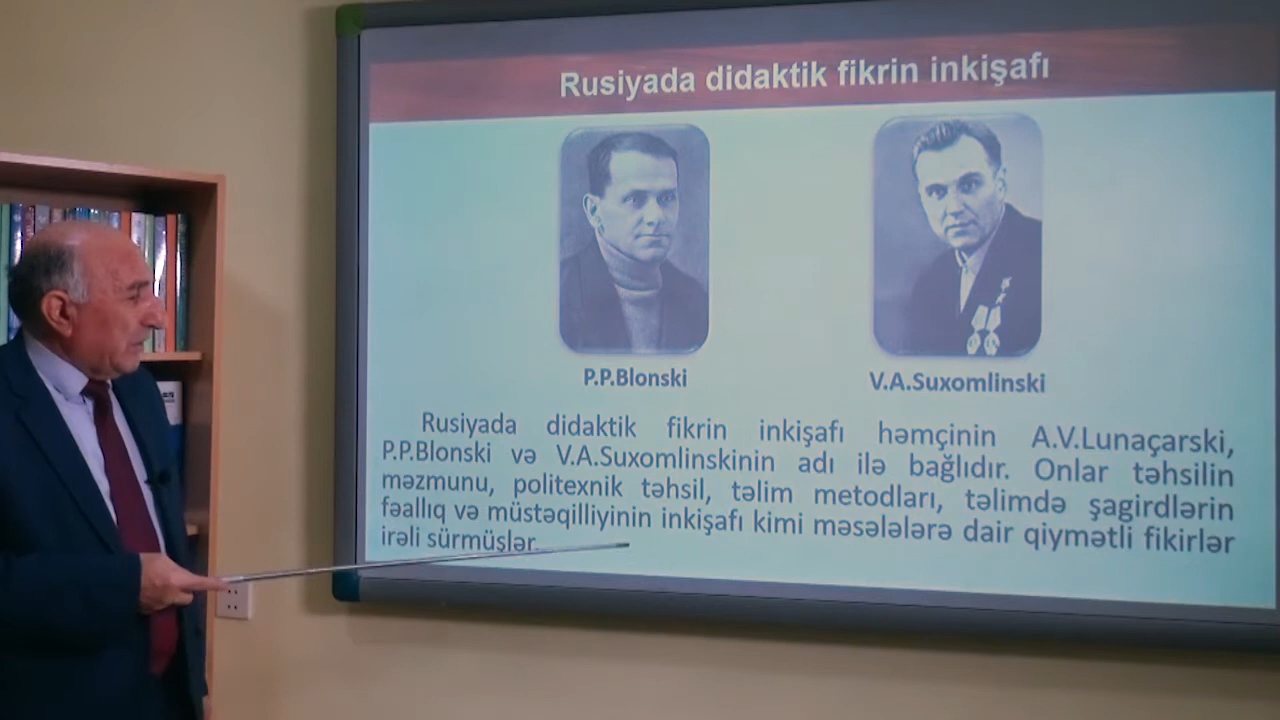 Rusiyada didaktik fikrin inkişafı
P.P.Blonski
V.A.Suxomlinski
Rusiyada didaktik fikrin inkişafı həmçinin A.V.Lunaçarski,
P.P.Blonski və V.A.Suxomlinskinin adı ilə bağlıdır. Onlar təhsilin
məzmunu, politexnik təhsil, təlim metodları, təlimdə şagirdlərin
fəallıq və müstəqilliyinin inkişafı kimi məsələlərə dair qiymətli fikirlər
irəli sürmüşlər.